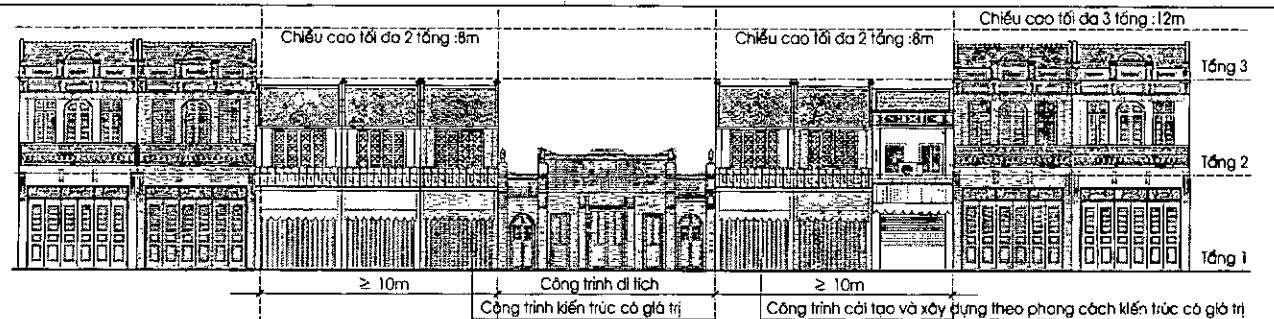 Chiều cao tối đa 3 tầng :12m
Chiều cao tối đa 2 tầng :8m
Chiều cao tối đa 2 tầng :8m
Tầng 3
Tầng 2
Tầng 1
≥ 10m
Công trình di tích
≥ 10m
Công trình kiến trúc có giá trị
Công trình cải tạo và xây dựng theo phong cách kiến trúc có giá trị